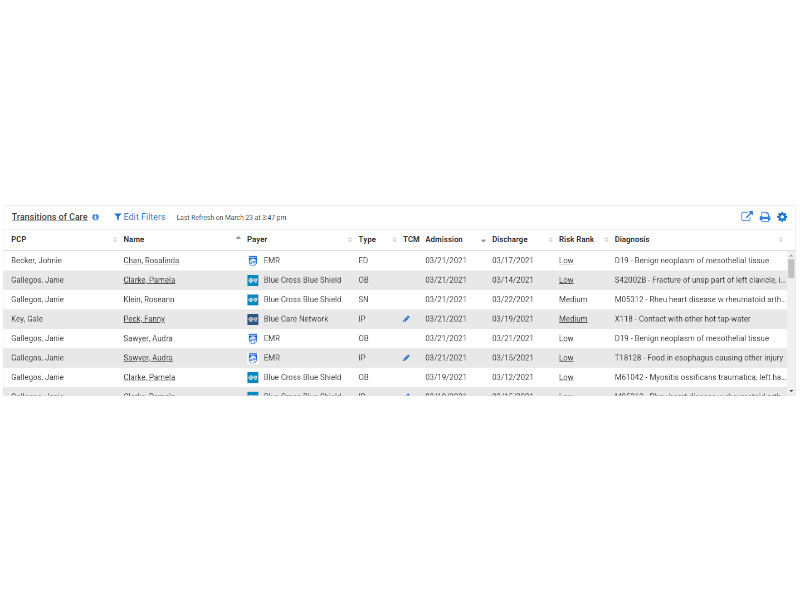 Transitions of Care Edit Filters Last Refresh on March 23 at 3:47 pm
PCP Name Payer Type TCM Admission Discharge Risk Rank Diagnosis
Becker, Johnie Chan, Rosalinda EMR ED 03/21/2021 03/17/2021 Low D19 - Benign neoplasm of mesothelial tissue
Gallegos, Janie Clarke, Pamela Blue Cross Blue Shield OB 03/21/2021 03/14/2021 Low S42002B - Fracture of unsp part of left clavicle, i...
Gallegos, Janie Klein, Roseann Blue Cross Blue Shield SN 03/21/2021 03/22/2021 Medium M05312 - Rheu heart disease w rheumatoid arth...
Key, Gale Peck, Fanny Blue Care Network IP 03/21/2021 03/19/2021 Medium X118 - Contact with other hot tap-water
Gallegos, Janie Sawyer, Audra EMR OB 03/21/2021 03/21/2021 Low D19 - Benign neoplasm of mesothelial tissue
Gallegos, Janie Sawyer, Audra EMR IP 03/21/2021 03/15/2021 Low T18128 - Food in esophagus causing other injury
Gallegos, Janie Clarke, Pamela Blue Cross Blue Shield OB 03/19/2021 03/12/2021 Low M61042 - Myositis ossificans traumatica, left ha...